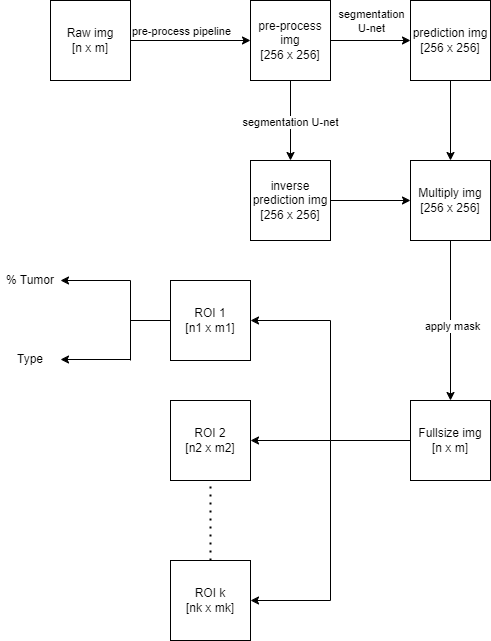 Raw img
[n x m]
pre-process pipeline
pre-process
img
[256 x 256]
segmentation
U-net
prediction img
[256 x 256]
segmentation U-net
inverse
prediction img
[256 x 256]
Multiply img
[256 x 256]
% Tumor
Type
ROI 1
[n1 x m1]
apply mask
ROI 2
[n2 x m2]
Fullsize img
[n x m]
ROI k
[nk x mk]